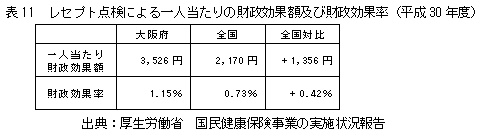 表11 レセプト点検による一人当たりの財政効果額及び財政効果率（平成30年度）
大阪府 全国 全国対比
一人当たり
財政効果額 3,526円 2,170円 +1,356円
財政効果率 1.15% 0.73% +0.42%
出典：厚生労働省 国民健康保険事業の実施状況報告